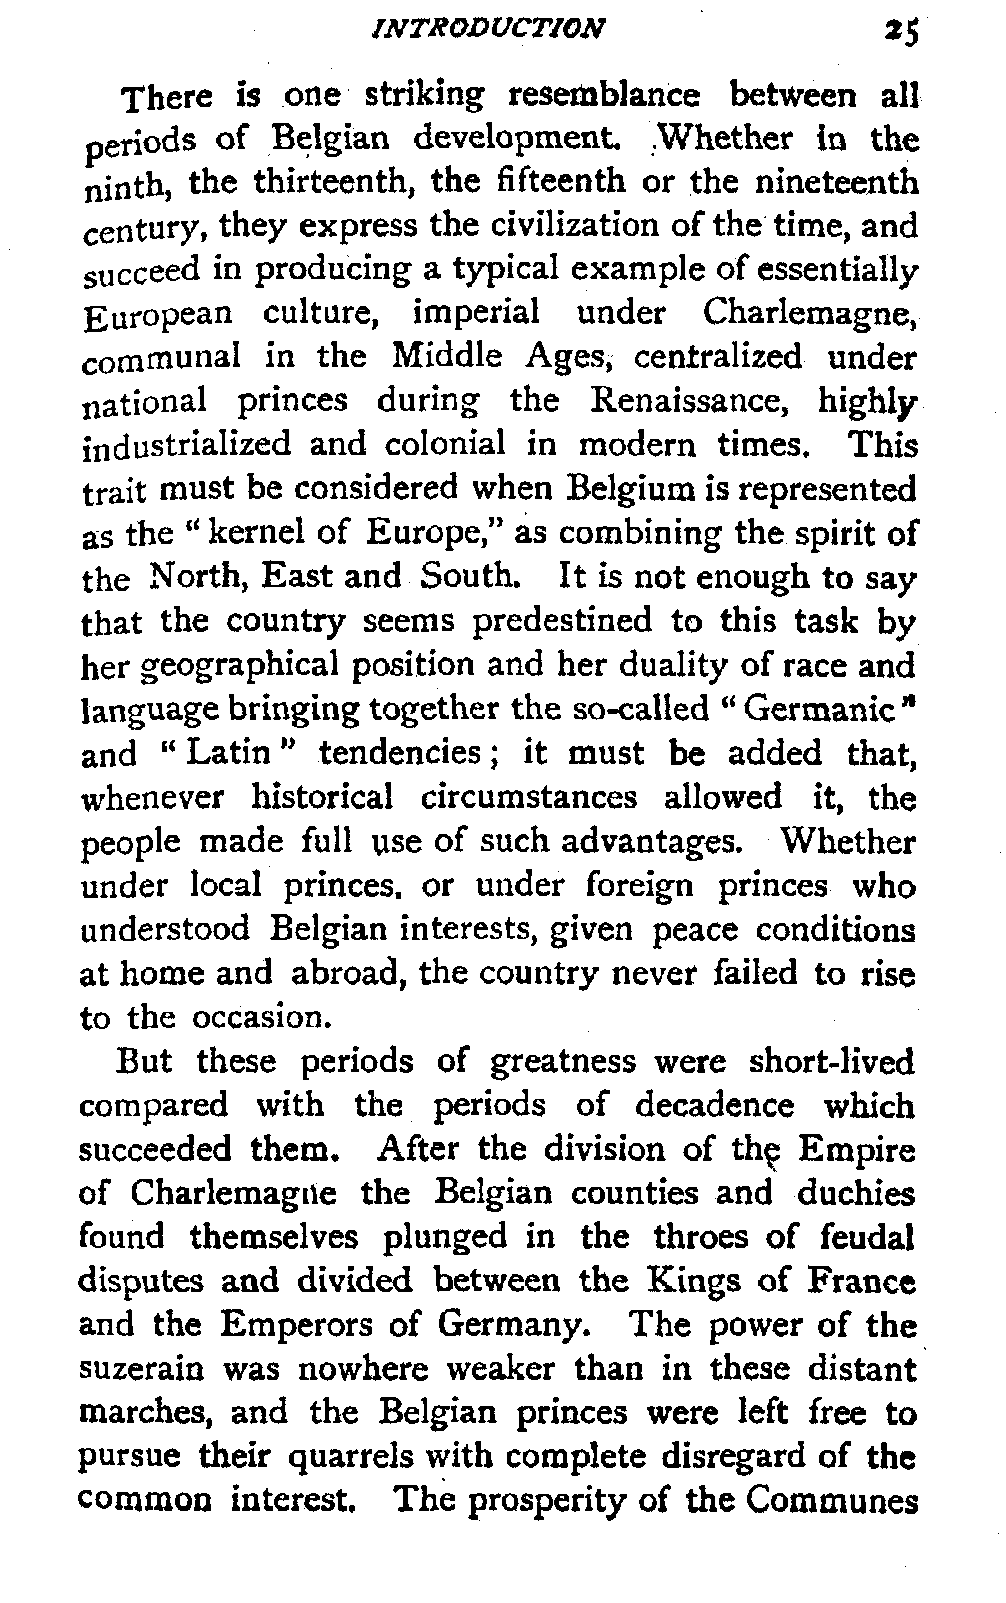 INTRODUCTION 25
There is one striking resemblance between all
periods of Belgian development. Whether in the
ninth, the thirteenth, the fifteenth or the nineteenth
century, they express the civilization of the time, and
succeed in producing a typical example of essentially
European culture, imperial under Charlemagne,
communal in the Middle Ages, centralized under
national princes during the Renaissance, highly
industrialized and colonial in modern times. This
trait must be considered when Belgium is represented
as the “ kernel of Europe,” as combining the spirit of
the North, East and South. It is not enough to say
that the country seems predestined to this task by
her geographical position and her duality of race and
language bringing together the so-called “ Germanic ”
and “ Latin ” tendencies ; it must be added that,
whenever historical circumstances allowed it, the
people made full use of such advantages. Whether
under local princes. or under foreign princes who
understood Belgian interests, given peace conditions
at home and abroad, the country never failed to rise
to the occasion.
But these periods of greatness were short-lived
compared with the periods of decadence which
succeeded them. After the division of the Empire
of Charlemagne the Belgian counties and duchies
found themselves plunged in the throes of feudal
disputes and divided between the Kings of France
and the Emperors of Germany. The power of the
suzerain was nowhere weaker than in these distant
marches, and the Belgian princes were left free to
pursue their quarrels with complete disregard of the
common interest. The prosperity of the Communes